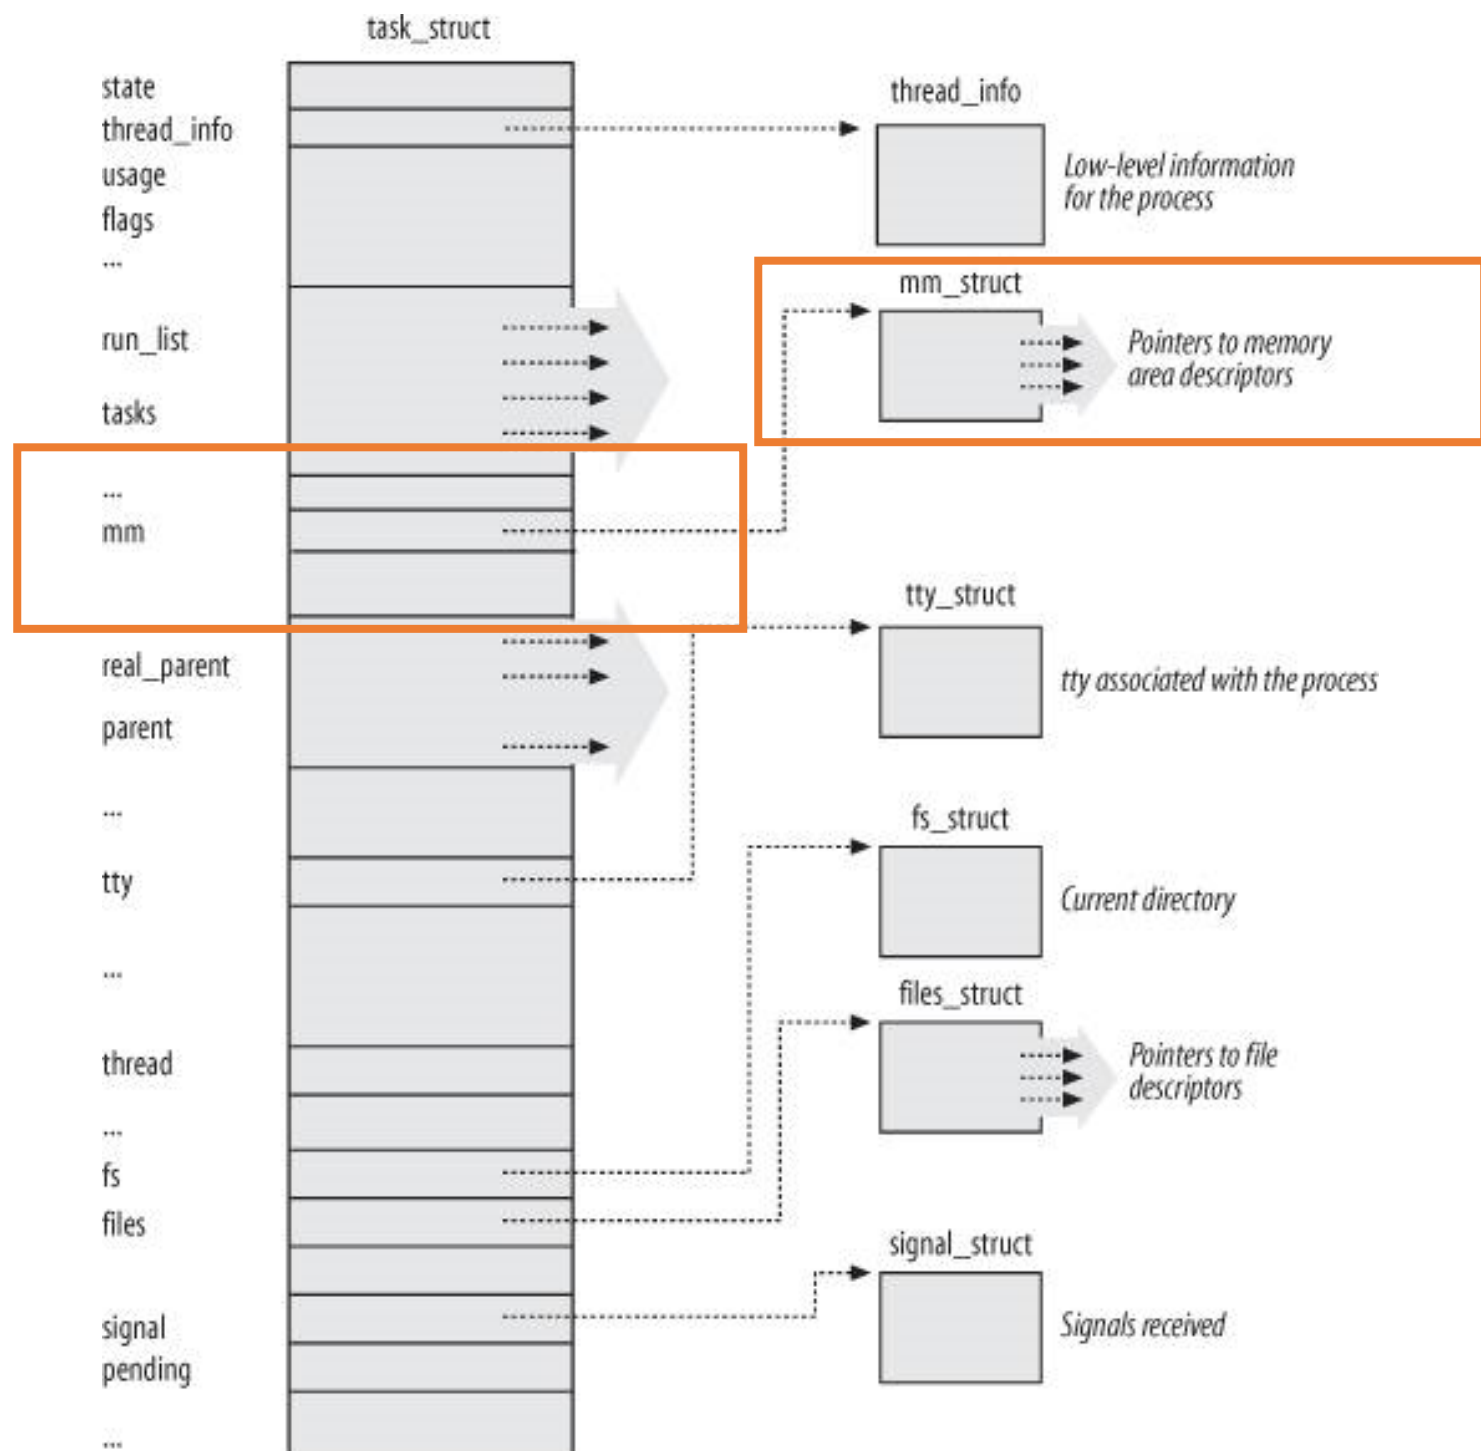 task_struct
state
thread_info
usage
flags
...
run_list
tasks
...
mm
real_parent
parent
...
tty
...
thread
...
fs
files
signal
pending
...
thread_info
Low-level information
for the process
mm_struct
Pointers to memory
area descriptors
tty_struct
tty associated with the process
fs_struct
Current directory
files_struct
Pointers to file
descriptors
signal_struct
Signals received